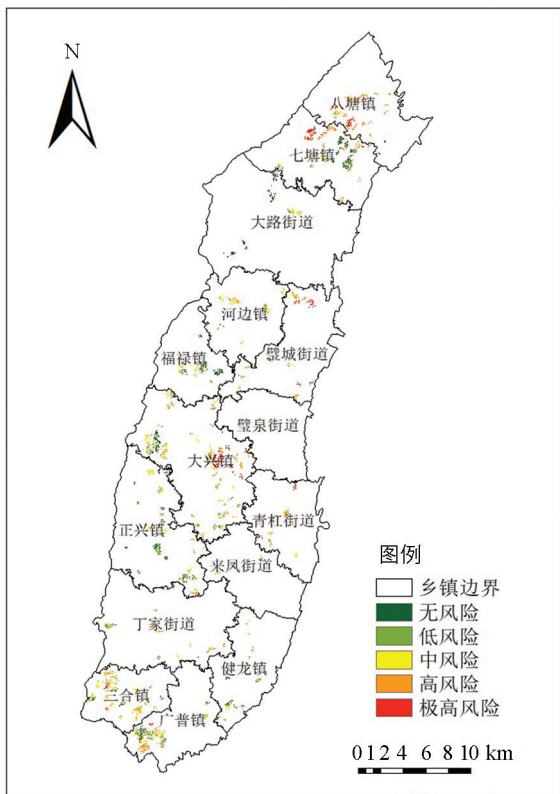 N
八塘镇
七塘镇
大路街道
河边镇
璧城街道
福禄镇
璧泉街道
大兴镇
青杠街道
正兴镇
来凤街道
丁家街道
健龙镇
三合镇
广普镇
图例
乡镇边界
无风险
低风险
中风险
高风险
极高风险
0 1 2 4 6 8 10 km